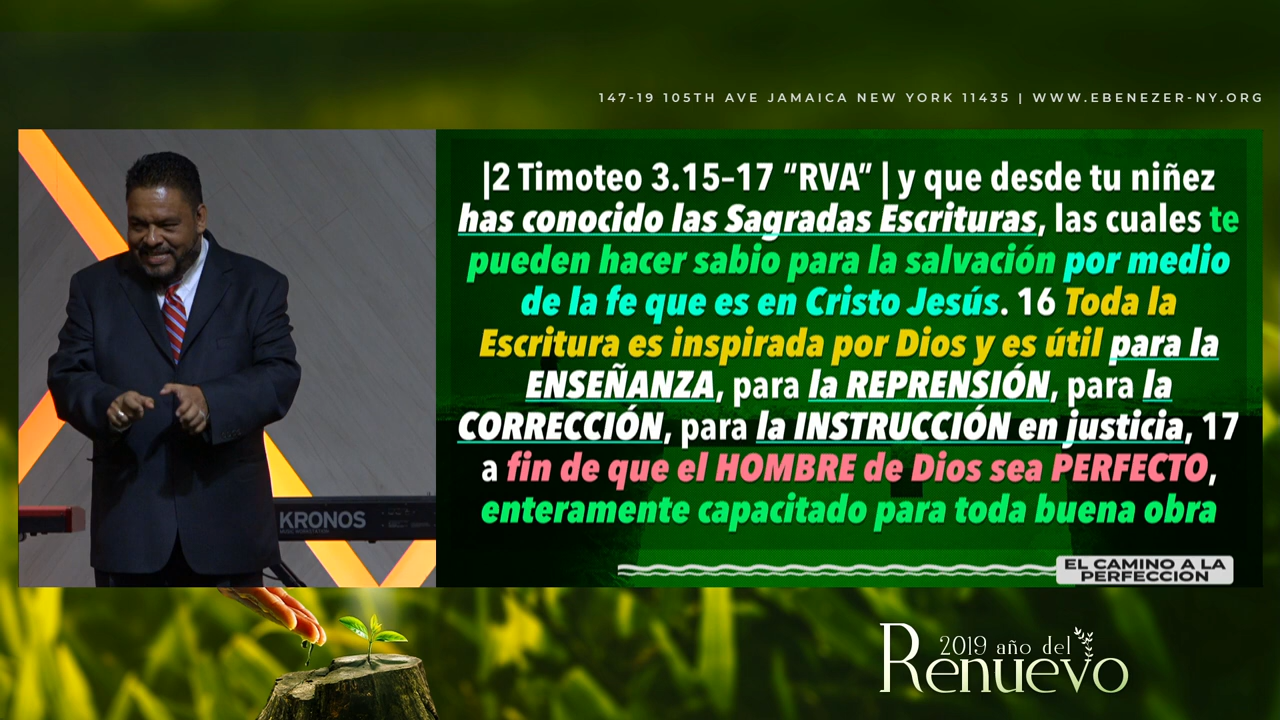 147-19 105TH AVE JAMAICA NEW YORK 11435 | WWW.EBENEZER-NY.ORG
|2 Timoteo 3.15–17 “RVA” | y que desde tu niñez
has conocido las Sagradas Escrituras, las cuales te
pueden hacer sabio para la salvación por medio
de la fe que es en Cristo Jesús. 16 Toda la
Escritura es inspirada por Dios y es útil para la
ENSEÑANZA, para la REPRENSIÓN, para la
CORRECCIÓN, para la INSTRUCCIÓN en justicia, 17
a fin de que el HOMBRE de Dios sea PERFECTO,
enteramente capacitado para toda buena obra
KRONOS
EL CAMINO A LA
PERFECCION
2019 año del
Renuevo